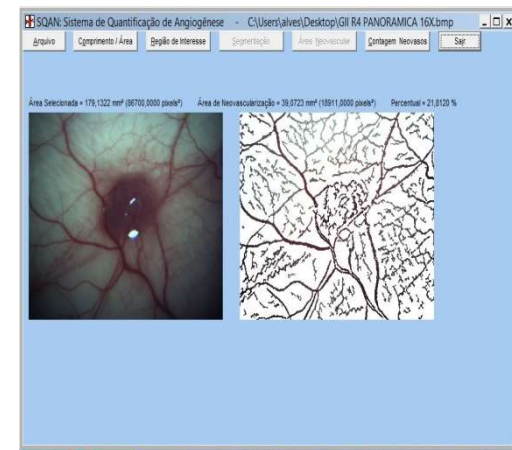 SQAN: Sistema de Quantificação de Angiogênese - C:\Users\alves\Desktop\GII R4 PANORAMICA 16X.bmp
Arquivo Comprimento / Área Região de Interesse Segmentação Área Neovascular Contagem Neovasos Sair
Área Selecionada = 179,1322 mm² (86700,0000 pixels²) Área de Neovascularização = 39,0723 mm² (18911,0000 pixels²) Percentual = 21,8120 %